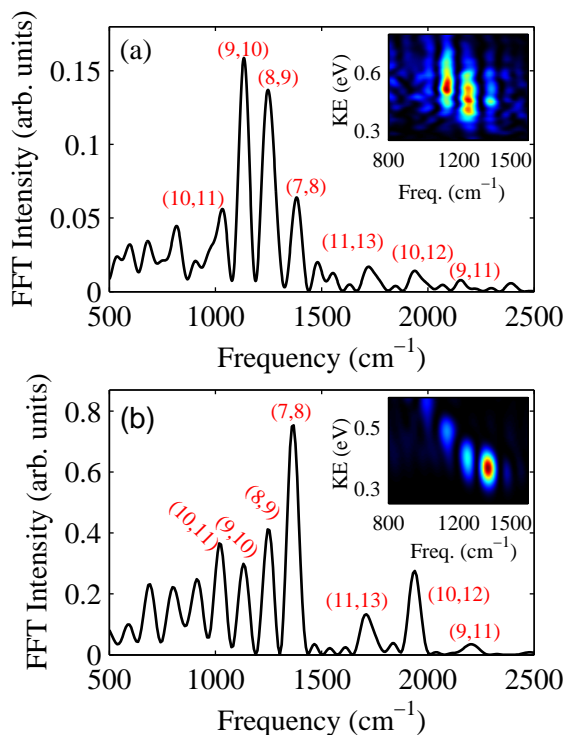 (a)
FFT Intensity (arb. units)
0.15
0.1
0.05
0
(9,10)
(8,9)
(7,8)
(10,11)
(11,13)
(10,12)
(9,11)
500 1000 1500 2000 2500
Frequency (cm⁻¹)
KE (eV)
0.6
0.3
800 1200 1500
Freq. (cm⁻¹)
(b)
FFT Intensity (arb. units)
0.8
0.6
0.4
0.2
0
(7,8)
(8,9)
(9,10)
(10,11)
(11,13)
(10,12)
(9,11)
500 1000 1500 2000 2500
Frequency (cm⁻¹)
KE (eV)
0.5
0.3
800 1200 1500
Freq. (cm⁻¹)